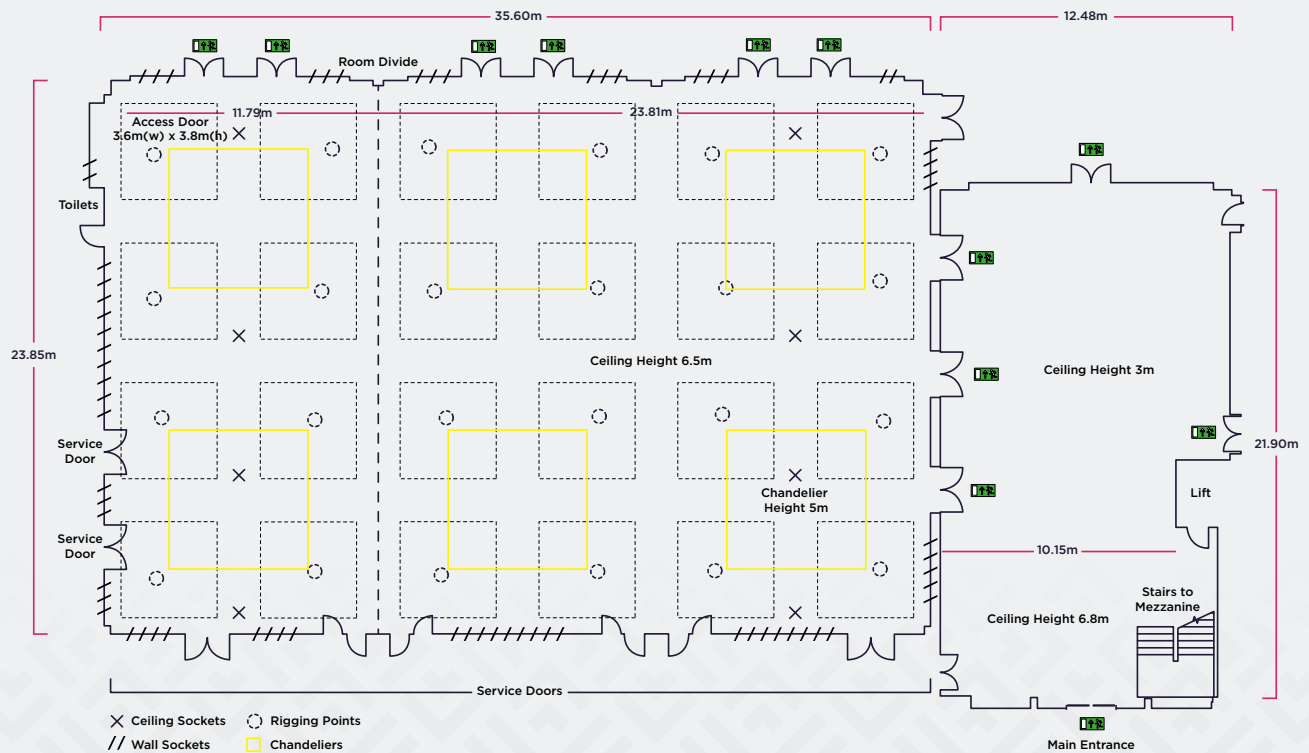 35.60m
12.48m
Room Divide
11.79m
23.81m
Access Door
3.6m(w) x 3.8m(h)
Toilets
23.85m
Ceiling Height 6.5m
Ceiling Height 3m
Service
Door
21.90m
Chandelier
Height 5m
Lift
Service
Door
10.15m
Stairs to
Mezzanine
Ceiling Height 6.8m
Service Doors
Ceiling Sockets
Rigging Points
Wall Sockets
Chandeliers
Main Entrance